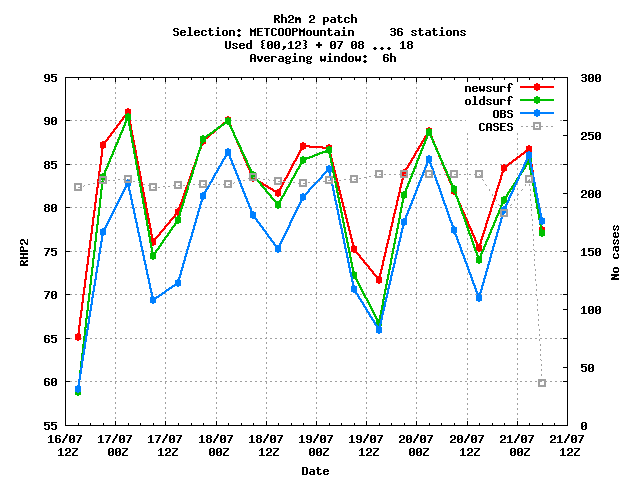 Rh2m 2 patch
Selection: METCOOPMountain 36 stations
Used {00,12} + 07 08 ... 18
Averaging window: 6h
newsurf
oldsurf
OBS
CASES
95
90
85
80
75
70
65
60
55
RHP2
300
250
200
150
100
50
0
No cases
16/07 17/07 17/07 18/07 18/07 19/07 19/07 20/07 20/07 21/07 21/07
12Z 00Z 12Z 00Z 12Z 00Z 12Z 00Z 12Z 00Z 12Z
Date